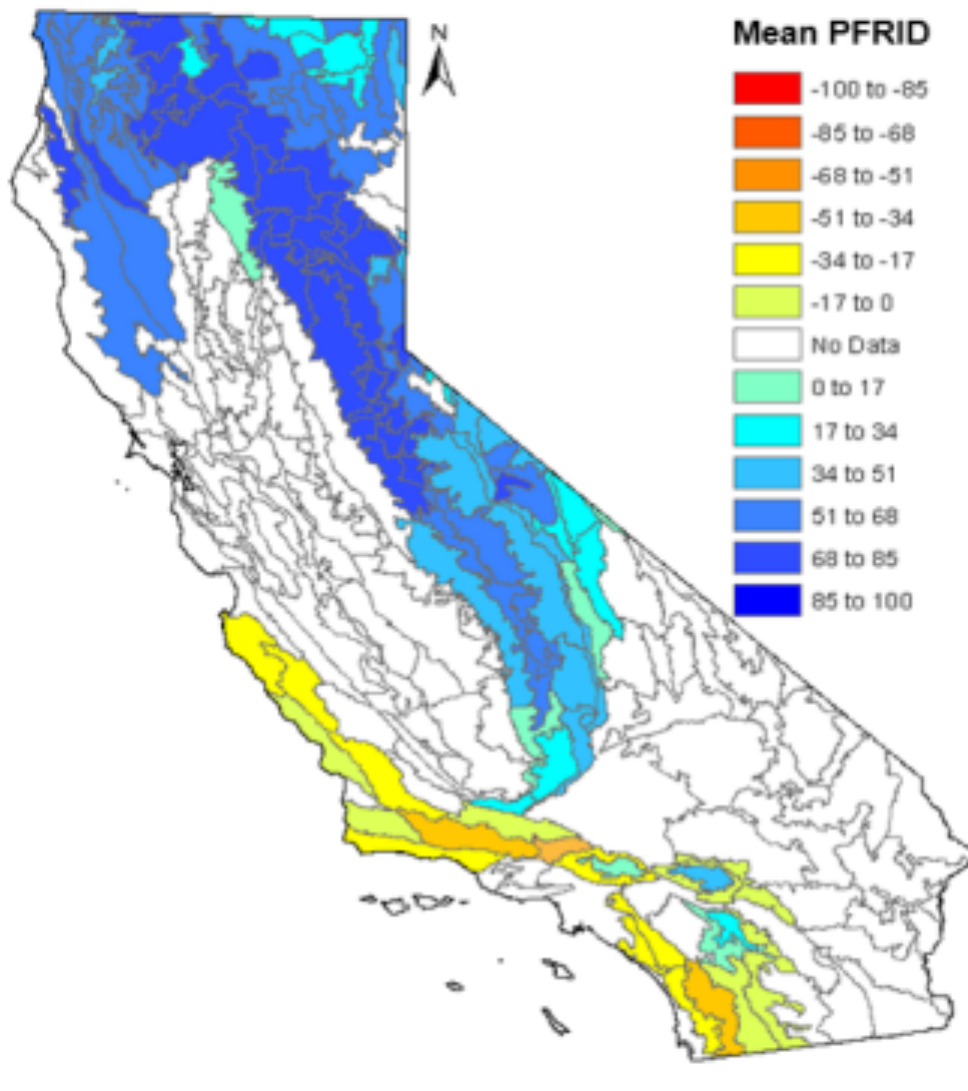 N
Mean PFRID
-100 to -85
-85 to -68
-68 to -51
-51 to -34
-34 to -17
-17 to 0
No Data
0 to 17
17 to 34
34 to 51
51 to 68
68 to 85
85 to 100